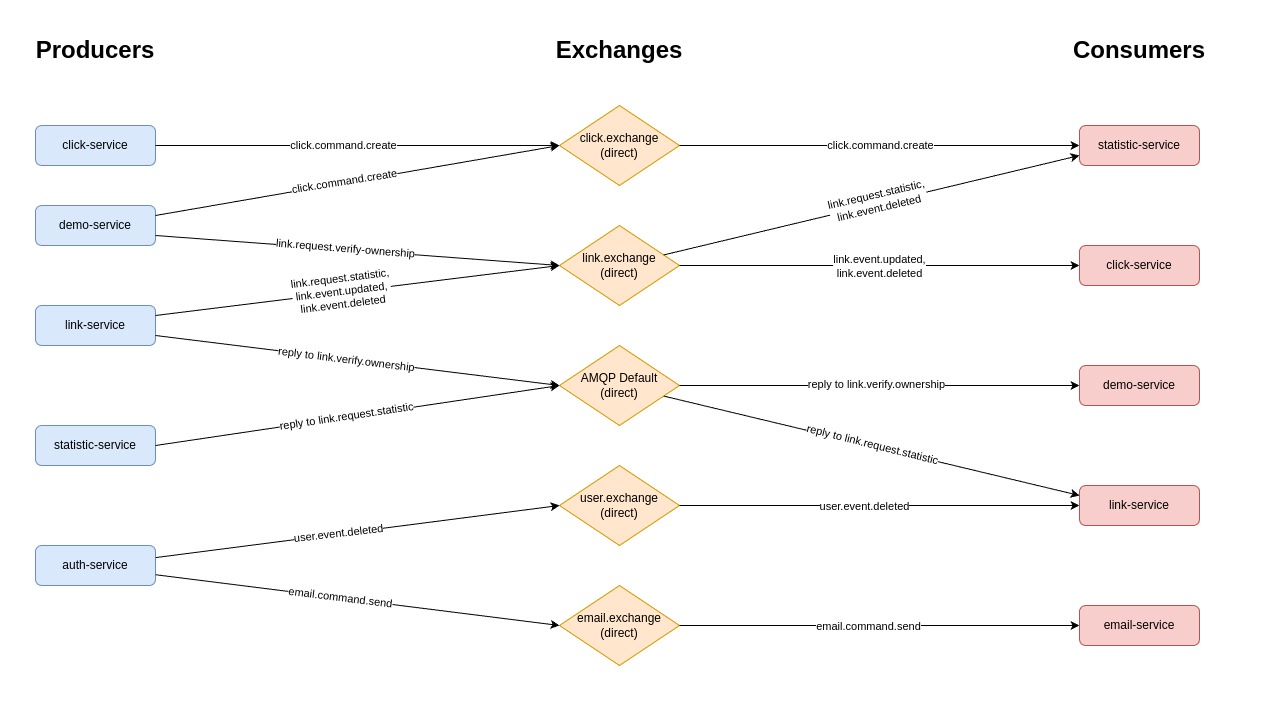 Producers
Exchanges
Consumers
click-service
click.command.create
click.exchange
(direct)
click.command.create
statistic-service
click.command.create
demo-service
link.request.verify-ownership
link.request.statistic,
link.event.deleted
link.exchange
(direct)
link.event.updated,
link.event.deleted
click-service
link.request.statistic,
link.event.updated,
link.event.deleted
link-service
reply to link.verify.ownership
AMQP Default
(direct)
reply to link.verify.ownership
demo-service
reply to link.request.statistic
statistic-service
reply to link.request.statistic
user.exchange
(direct)
user.event.deleted
link-service
user.event.deleted
auth-service
email.command.send
email.exchange
(direct)
email.command.send
email-service